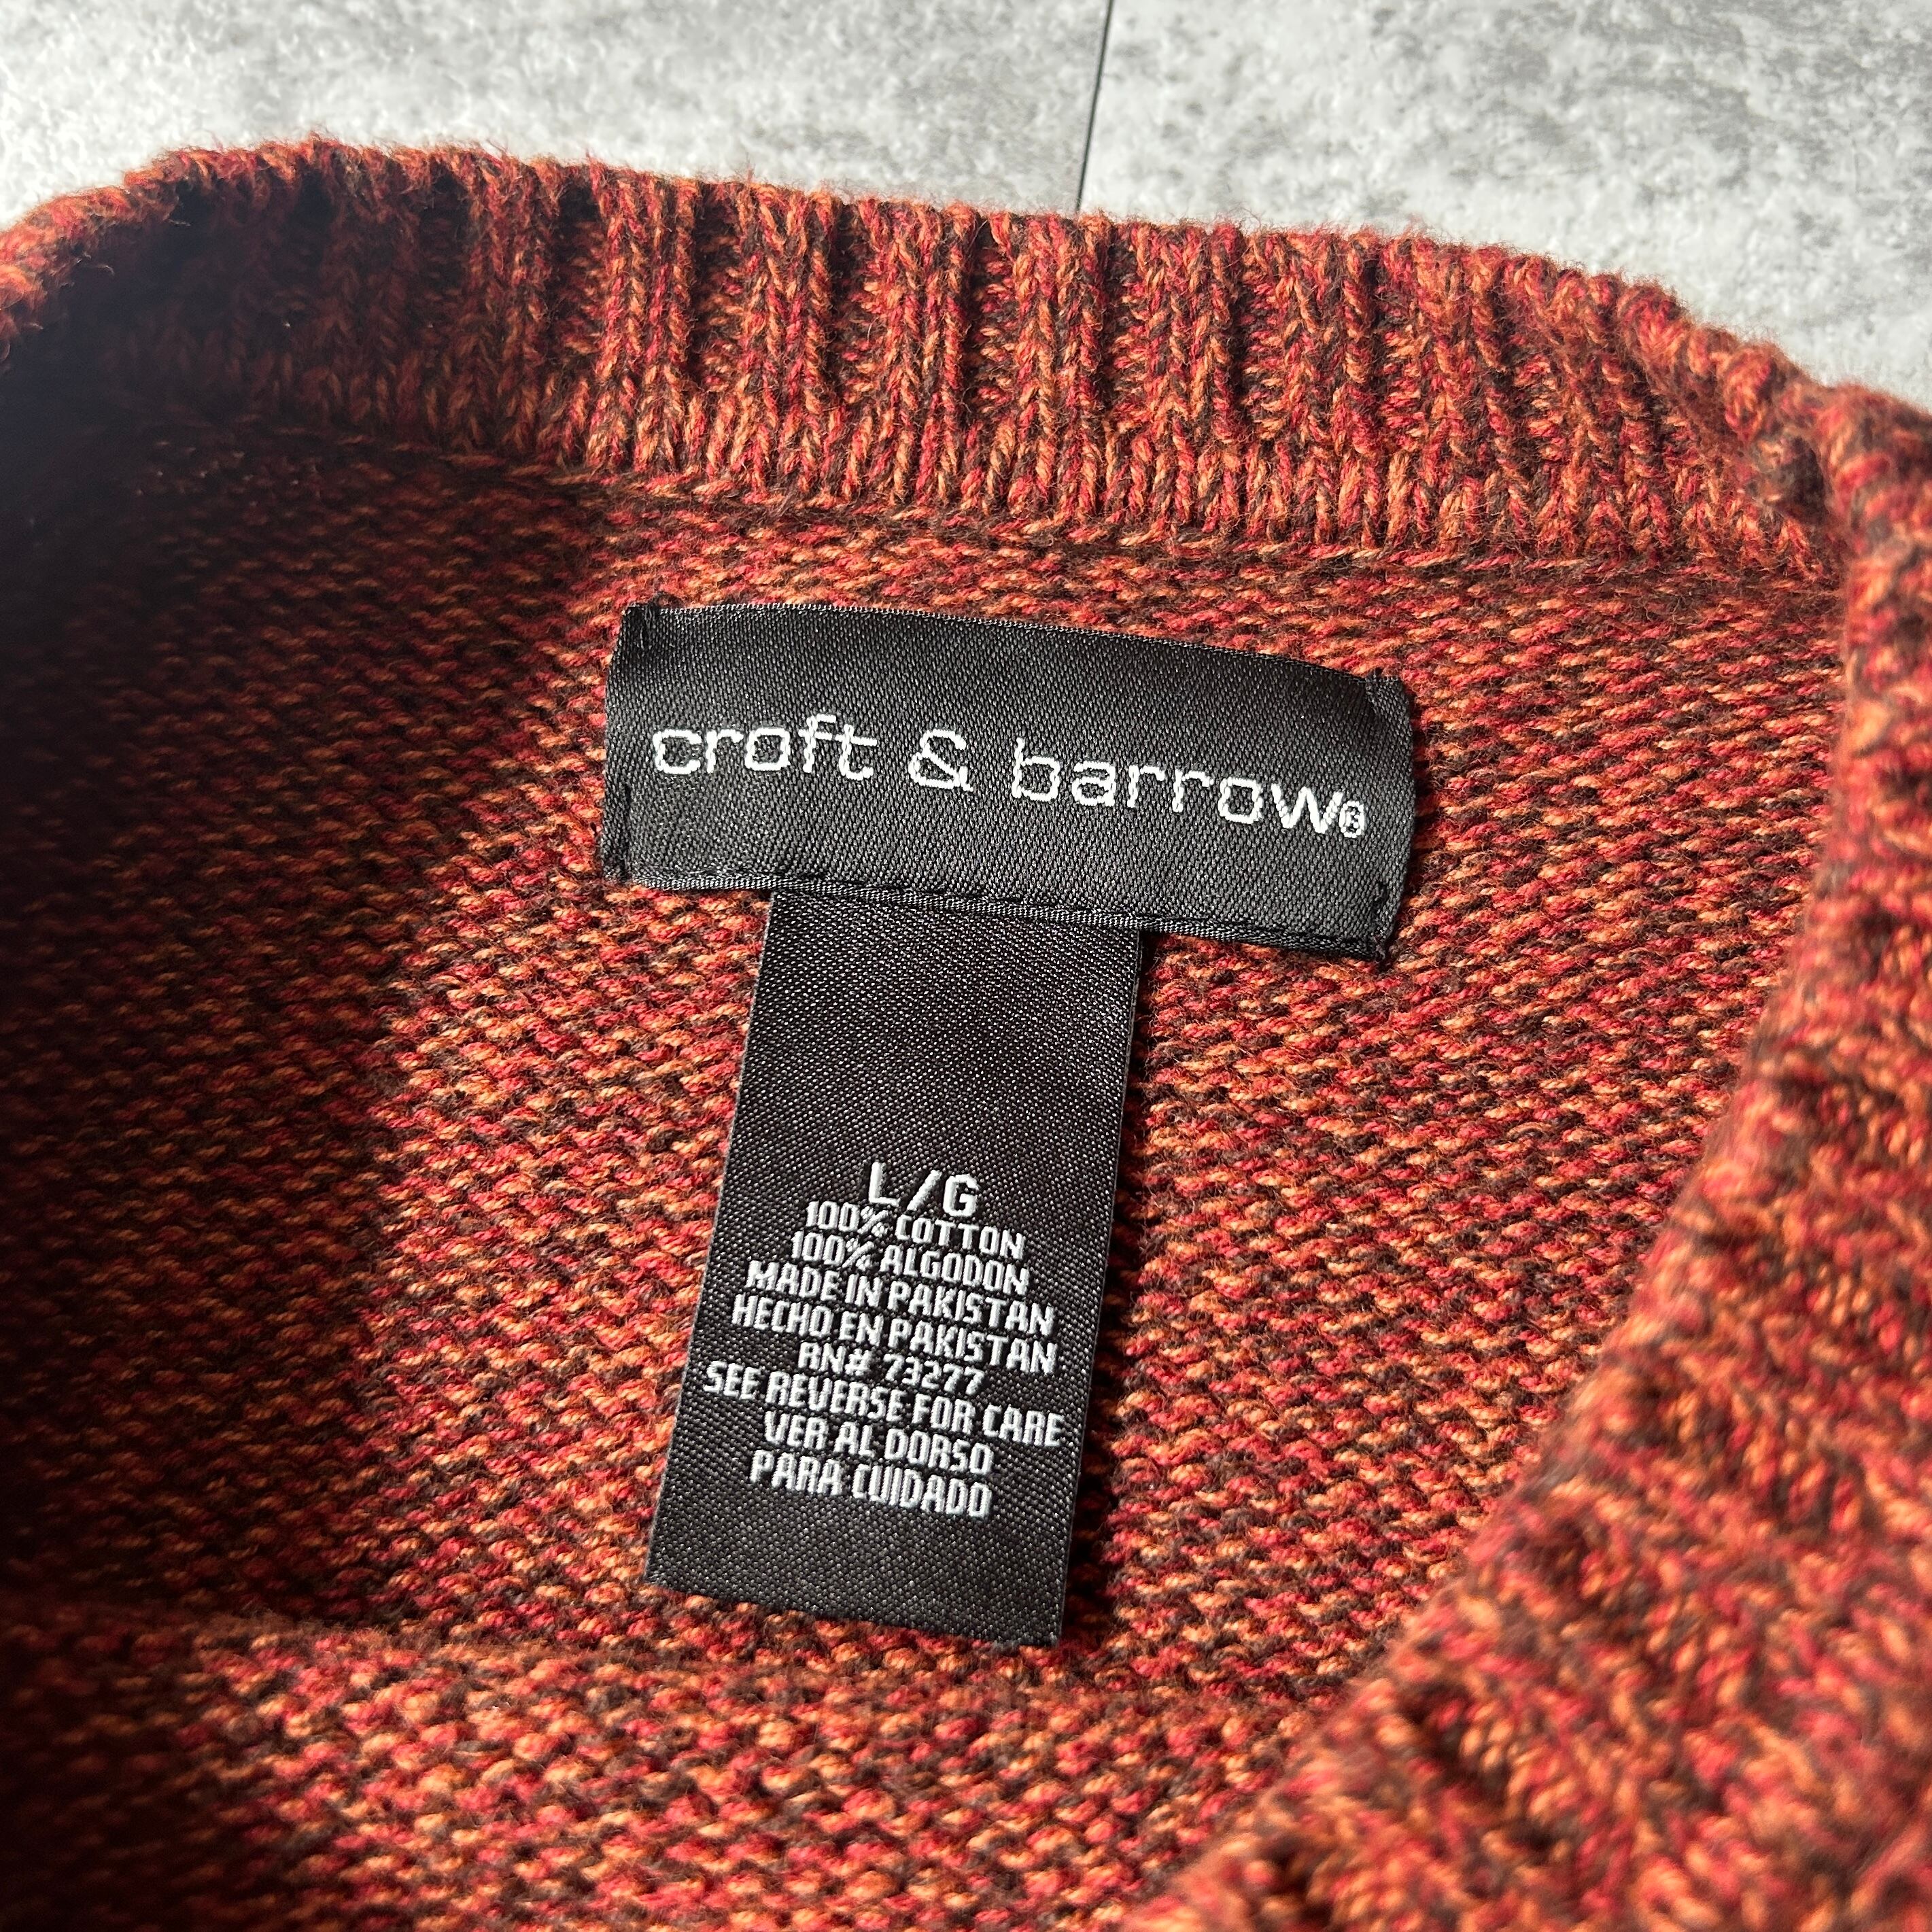 croft & barrow®
L/G
100% COTTON
100% ALGODON
MADE IN PAKISTAN
HECHO EN PAKISTAN
RN# 73277
SEE REVERSE FOR CARE
VER AL DORSO
PARA CUIDADO